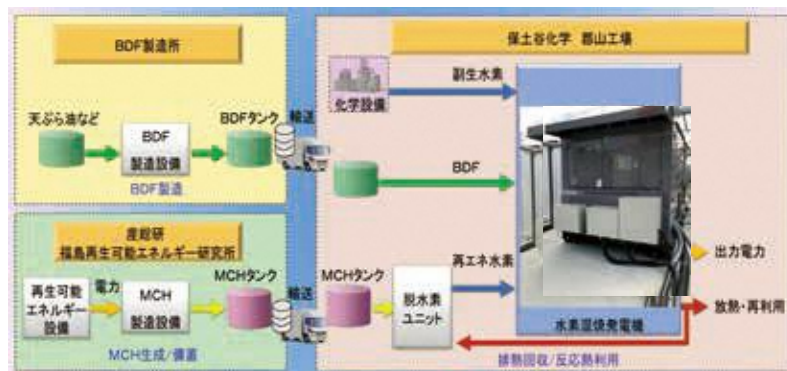 BDF製造所
天ぷら油など
BDF
製造設備
BDFタンク
輸送
BDF製造
産総研
福島再生可能エネルギー研究所
再生可能
エネルギー
設備
電力
MCH
製造設備
MCHタンク
輸送
MCH生成/備蓄
保土谷化学 郡山工場
化学設備
副生水素
BDF
MCHタンク
脱水素
ユニット
再エネ水素
水素混焼発電機
出力電力
放熱・再利用
排熱回収/反応熱利用